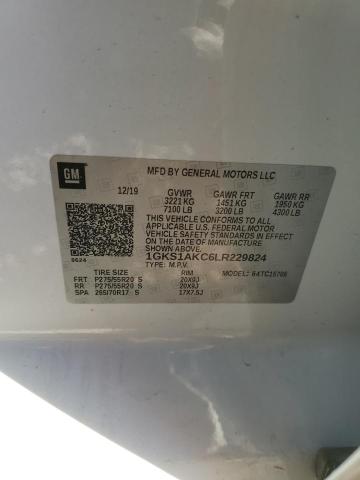 GM
MFD BY GENERAL MOTORS LLC
12/19 GVWR GAWR FRT GAWR RR
3221 KG 1451 KG 1950 KG
7100 LB 3200 LB 4300 LB
THIS VEHICLE CONFORMS TO ALL
APPLICABLE U.S. FEDERAL MOTOR
VEHICLE SAFETY STANDARDS IN EFFECT
ON THE DATE OF MANUFACTURE SHOWN ABOVE.
1GKS1AKC6LR229824
TYPE: M.P.V. MODEL:
TIRE SIZE RIM
FRT P275/55R20 S 20X9J
RR P275/55R20 S 20X9J
SPA 265/70R17 S 17X7.5J